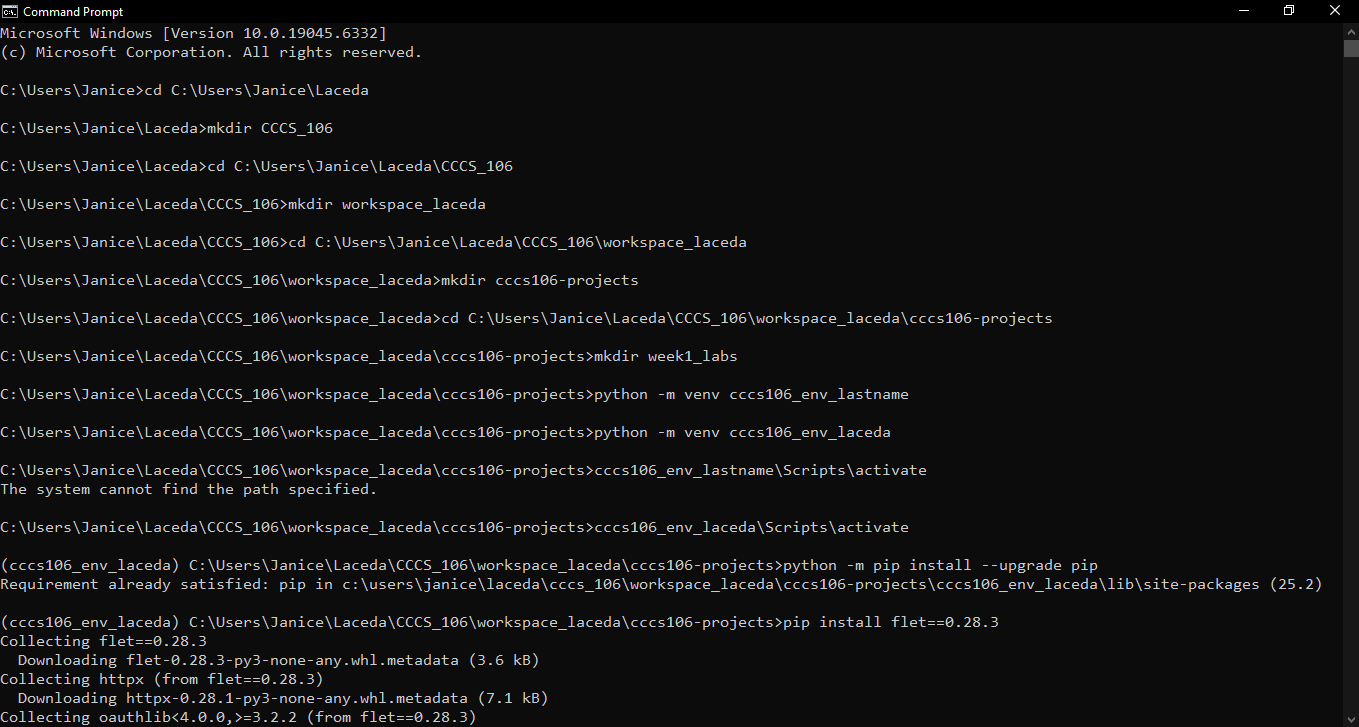 Command Prompt
Microsoft Windows [Version 10.0.19045.6332]
(c) Microsoft Corporation. All rights reserved.
C:\Users\Janice>cd C:\Users\Janice\Laceda
C:\Users\Janice\Laceda>mkdir CCCS_106
C:\Users\Janice\Laceda>cd C:\Users\Janice\Laceda\CCCS_106
C:\Users\Janice\Laceda\CCCS_106>mkdir workspace_laceda
C:\Users\Janice\Laceda\CCCS_106>cd C:\Users\Janice\Laceda\CCCS_106\workspace_laceda
C:\Users\Janice\Laceda\CCCS_106\workspace_laceda>mkdir cccs106-projects
C:\Users\Janice\Laceda\CCCS_106\workspace_laceda>cd C:\Users\Janice\Laceda\CCCS_106\workspace_laceda\cccs106-projects
C:\Users\Janice\Laceda\CCCS_106\workspace_laceda\cccs106-projects>mkdir week1_labs
C:\Users\Janice\Laceda\CCCS_106\workspace_laceda\cccs106-projects>python -m venv cccs106_env_lastname
C:\Users\Janice\Laceda\CCCS_106\workspace_laceda\cccs106-projects>python -m venv cccs106_env_laceda
C:\Users\Janice\Laceda\CCCS_106\workspace_laceda\cccs106-projects>cccs106_env_lastname\Scripts\activate
The system cannot find the path specified.
C:\Users\Janice\Laceda\CCCS_106\workspace_laceda\cccs106-projects>cccs106_env_laceda\Scripts\activate
(cccs106_env_laceda) C:\Users\Janice\Laceda\CCCS_106\workspace_laceda\cccs106-projects>python -m pip install --upgrade pip
Requirement already satisfied: pip in c:\users\janice\laceda\cccs_106\workspace_laceda\cccs106-projects\cccs106_env_laceda\lib\site-packages (25.2)
(cccs106_env_laceda) C:\Users\Janice\Laceda\CCCS_106\workspace_laceda\cccs106-projects>pip install flet==0.28.3
Collecting flet==0.28.3
  Downloading flet-0.28.3-py3-none-any.whl.metadata (3.6 kB)
Collecting httpx (from flet==0.28.3)
  Downloading httpx-0.28.1-py3-none-any.whl.metadata (7.1 kB)
Collecting oauthlib<4.0.0,>=3.2.2 (from flet==0.28.3)